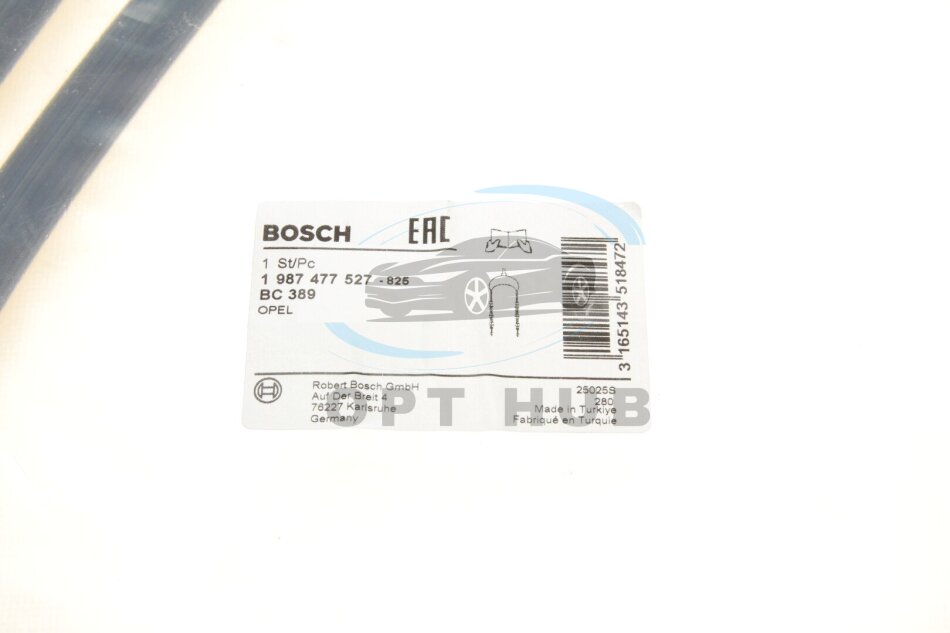 BOSCH EAC
1 St/Pc
1 987 477 527 - 825
BC 389
OPEL
3 165143 518472
Robert Bosch GmbH
Auf Der Breit 4
76227 Karlsruhe
Germany
25025S
280
Made in Türkiye
Fabriqué en Turquie
OPT HUB